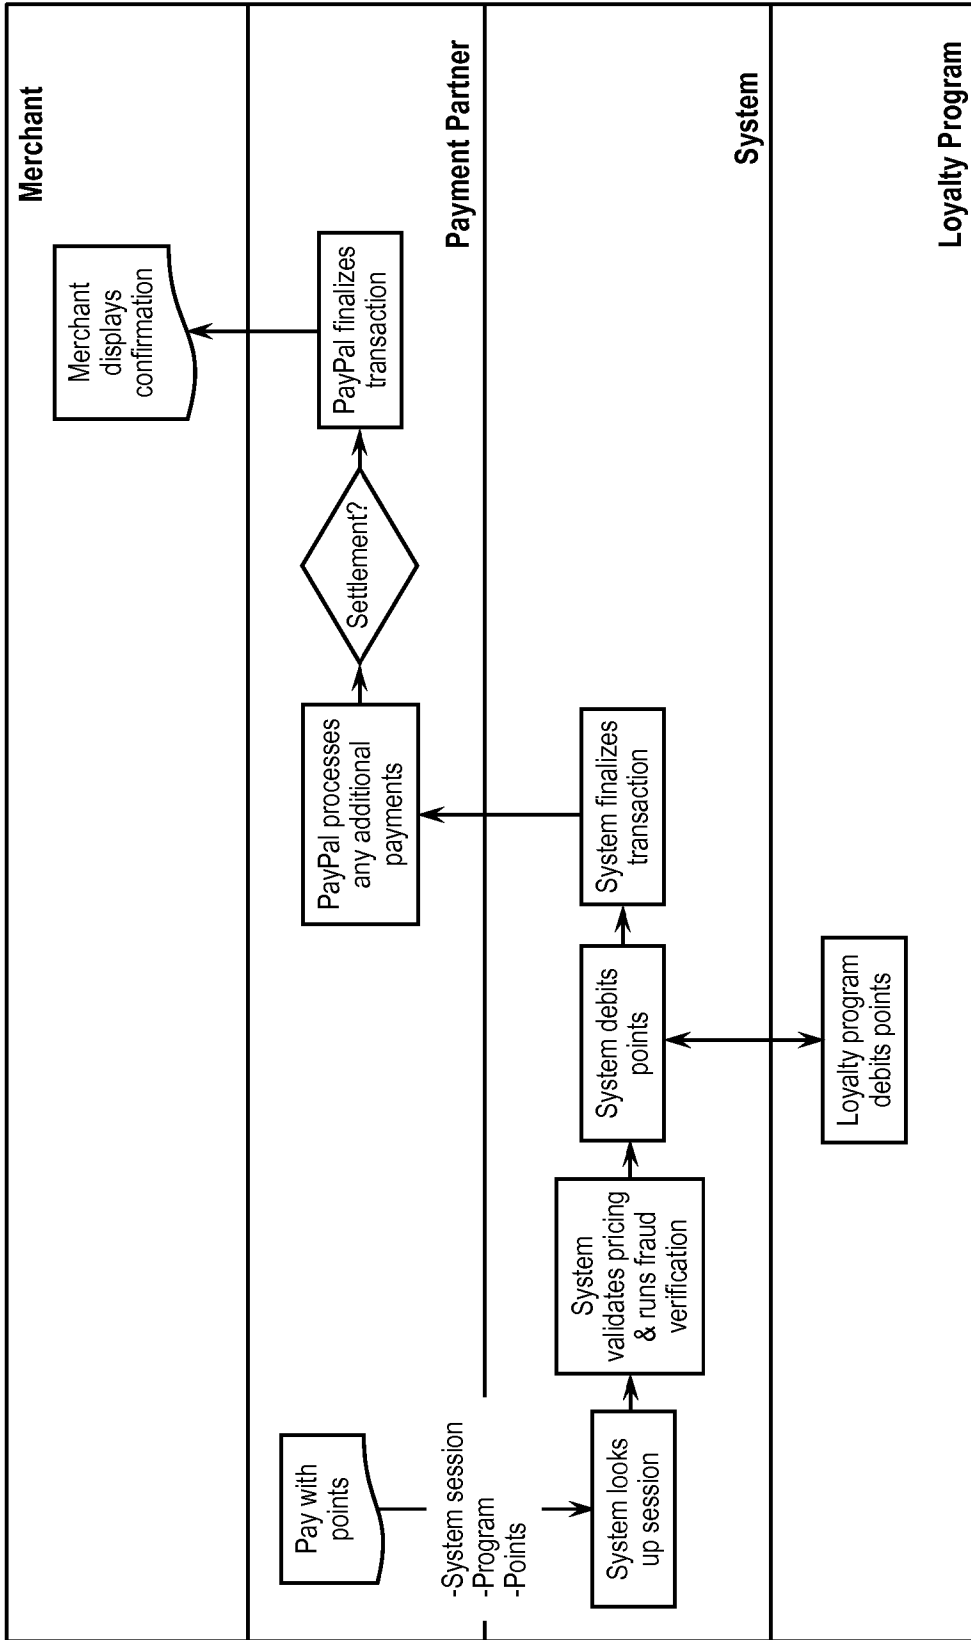 Merchant
Merchant
displays
confirmation
Payment Partner
Pay with
points
PayPal processes
any additional
payments
Settlement?
PayPal finalizes
transaction
-System session
-Program
-Points
System
System looks
up session
System
validates pricing
& runs fraud
verification
System debits
points
System finalizes
transaction
Loyalty Program
Loyalty program
debits points